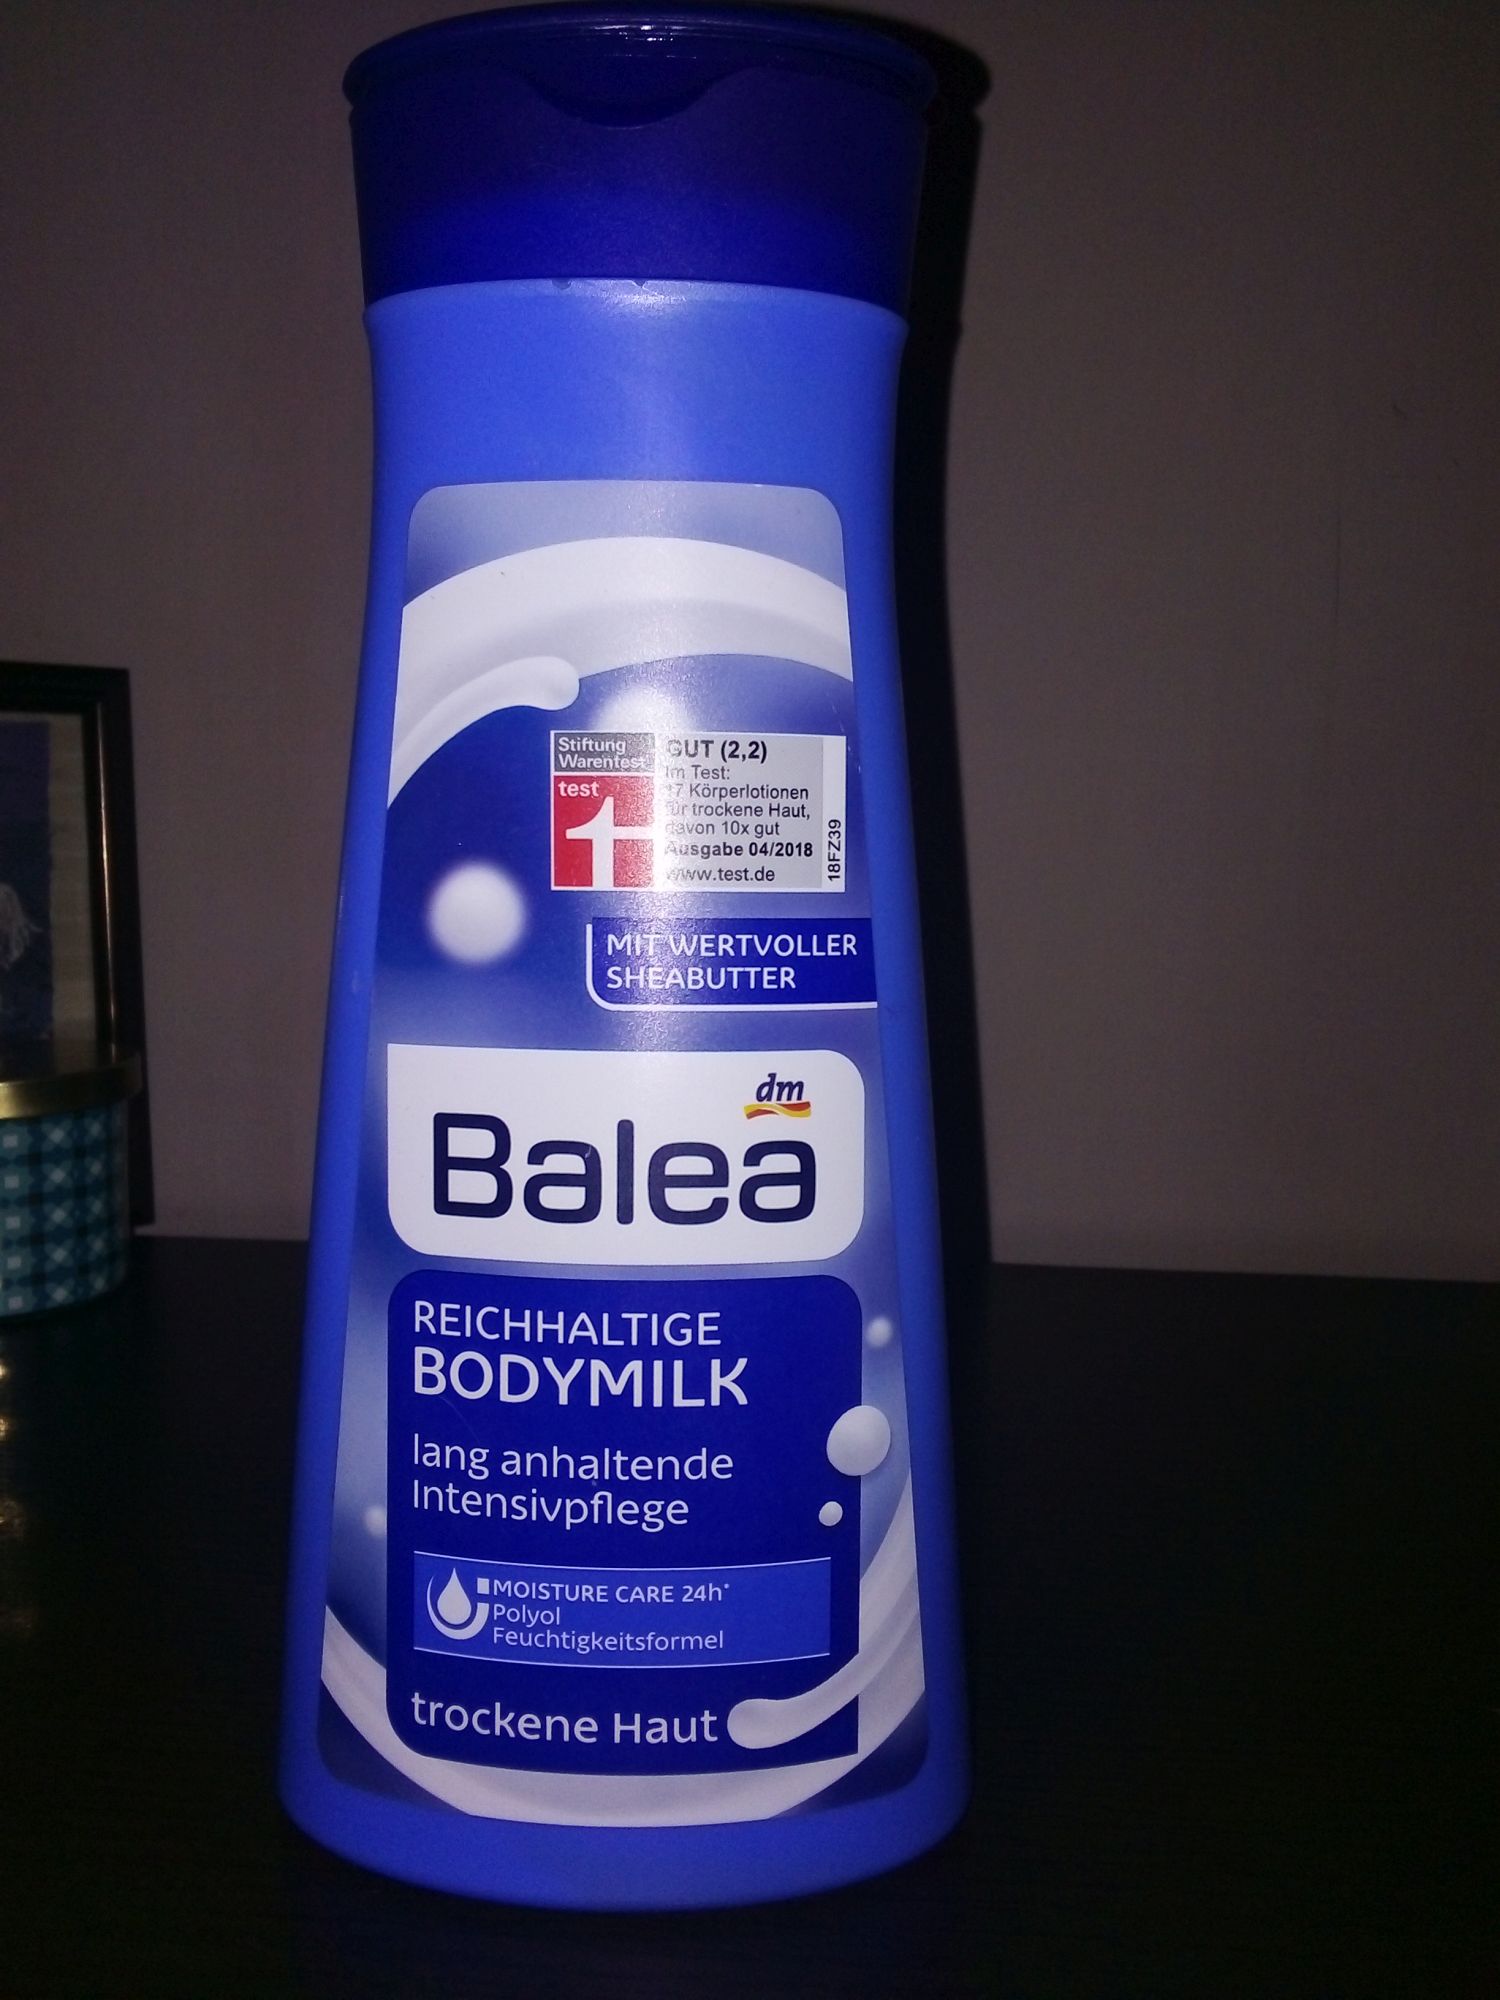 Stiftung
Warentest
test
GUT (2,2)
Im Test:
17 Körperlotionen
für trockene Haut,
davon 10x gut
Ausgabe 04/2018
www.test.de
18FZ39
MIT WERTVOLLER
SHEABUTTER
dm
Balea
REICHHALTIGE
BODYMILK
lang anhaltende
Intensivpflege
MOISTURE CARE 24h*
Polyol
Feuchtigkeitsformel
trockene Haut